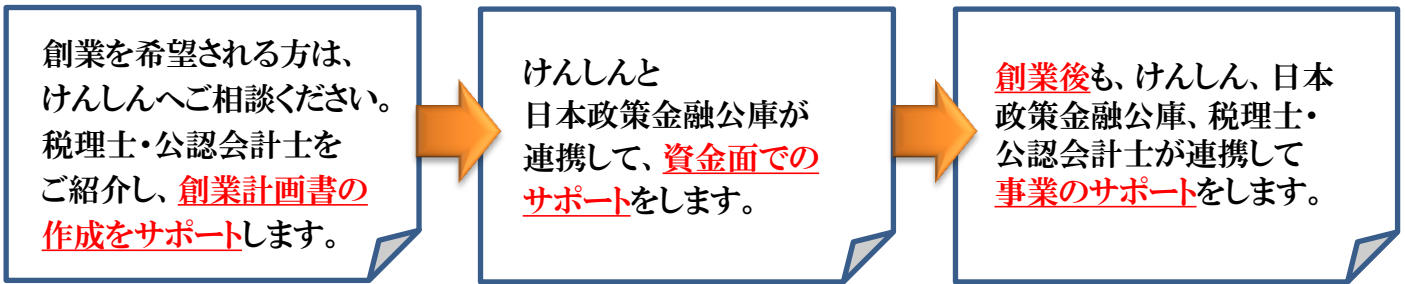 創業を希望される方は、
けんしんへご相談ください。
税理士・公認会計士を
ご紹介し、創業計画書の
作成をサポートします。
けんしんと
日本政策金融公庫が
連携して、資金面での
サポートをします。
創業後も、けんしん、日本
政策金融公庫、税理士・
公認会計士が連携して
事業のサポートをします。